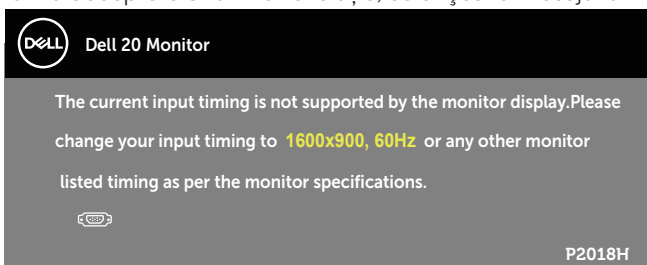 DELL Dell 20 Monitor
The current input timing is not supported by the monitor display.Please
change your input timing to 1600x900, 60Hz or any other monitor
listed timing as per the monitor specifications.
P2018H